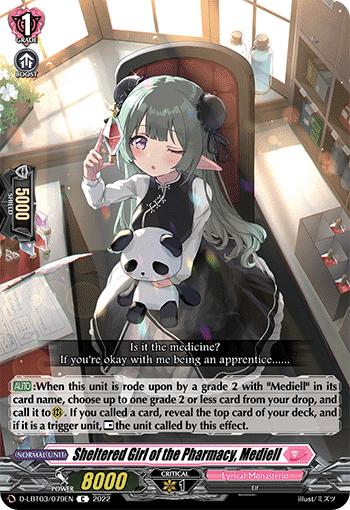 1
GRADE
BOOST
5000
SHIELD
Is it the medicine?
If you're okay with me being an apprentice......
AUTO:When this unit is rode upon by a grade 2 with "Mediell" in its
card name, choose up to one grade 2 or less card from your drop, and
call it to . If you called a card, reveal the top card of your deck, and
if it is a trigger unit, the unit called by this effect.
NORMAL UNIT
Sheltered Girl of the Pharmacy, Mediell
POWER 8000
CRITICAL
1
Lyrical Monasterio
Elf
D-LBT03/079EN C 2022
illust/ミズツ